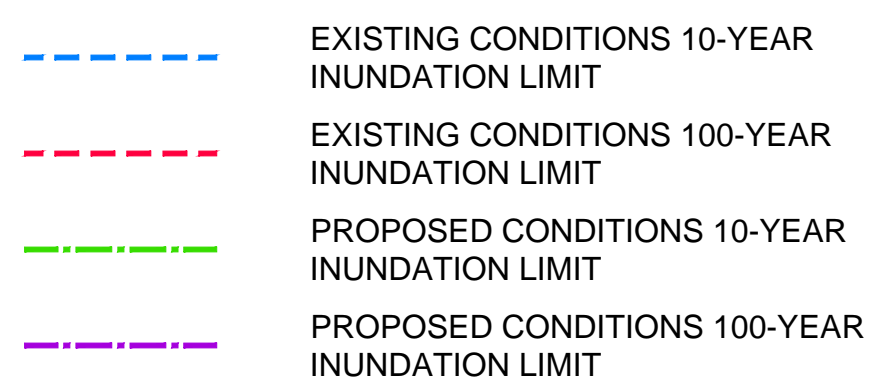 EXISTING CONDITIONS 10-YEAR
INUNDATION LIMIT
EXISTING CONDITIONS 100-YEAR
INUNDATION LIMIT
PROPOSED CONDITIONS 10-YEAR
INUNDATION LIMIT
PROPOSED CONDITIONS 100-YEAR
INUNDATION LIMIT